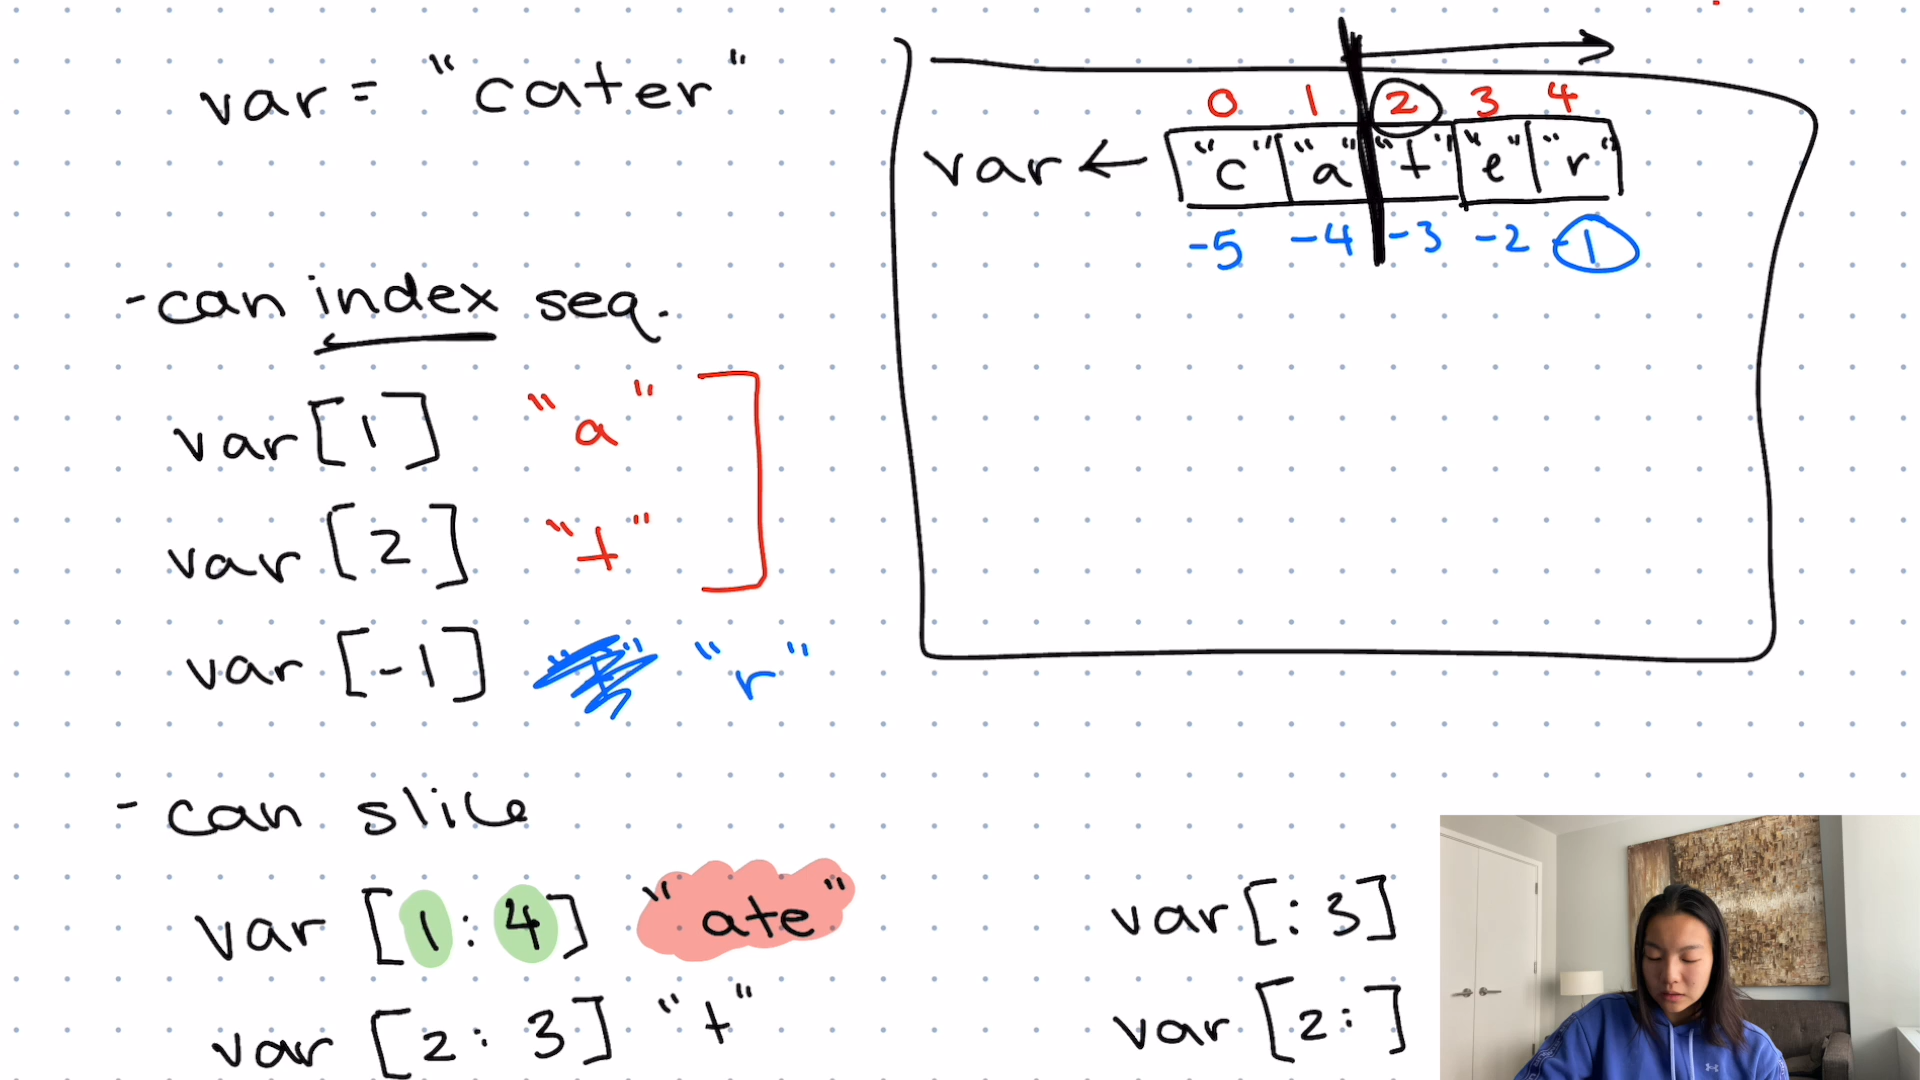 var = "cater"
0 1 2 3 4
var ← "c" "a" "t" "e" "r"
-5 -4 -3 -2 -1
- can index seq.
var [1] "a"
var [2] "t"
var [-1] "r"
- can slice
var [1:4] "ate"
var [2:3] "t"
var [:3]
var [2:]